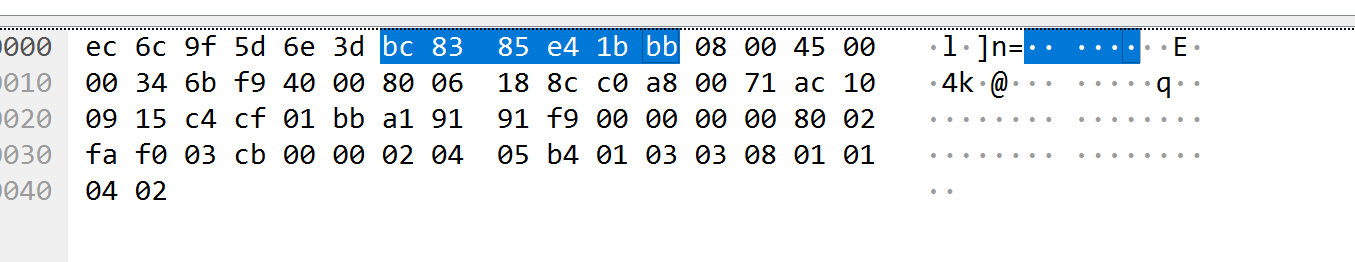 0000 ec 6c 9f 5d 6e 3d bc 83 85 e4 1b bb 08 00 45 00 ·l·]n=·· ······E·
0010 00 34 6b f9 40 00 80 06 18 8c c0 a8 00 71 ac 10 ·4k·@··· ·····q··
0020 09 15 c4 cf 01 bb a1 91 91 f9 00 00 00 00 80 02 ········ ········
0030 fa f0 03 cb 00 00 02 04 05 b4 01 03 03 08 01 01 ········ ········
0040 04 02 ··